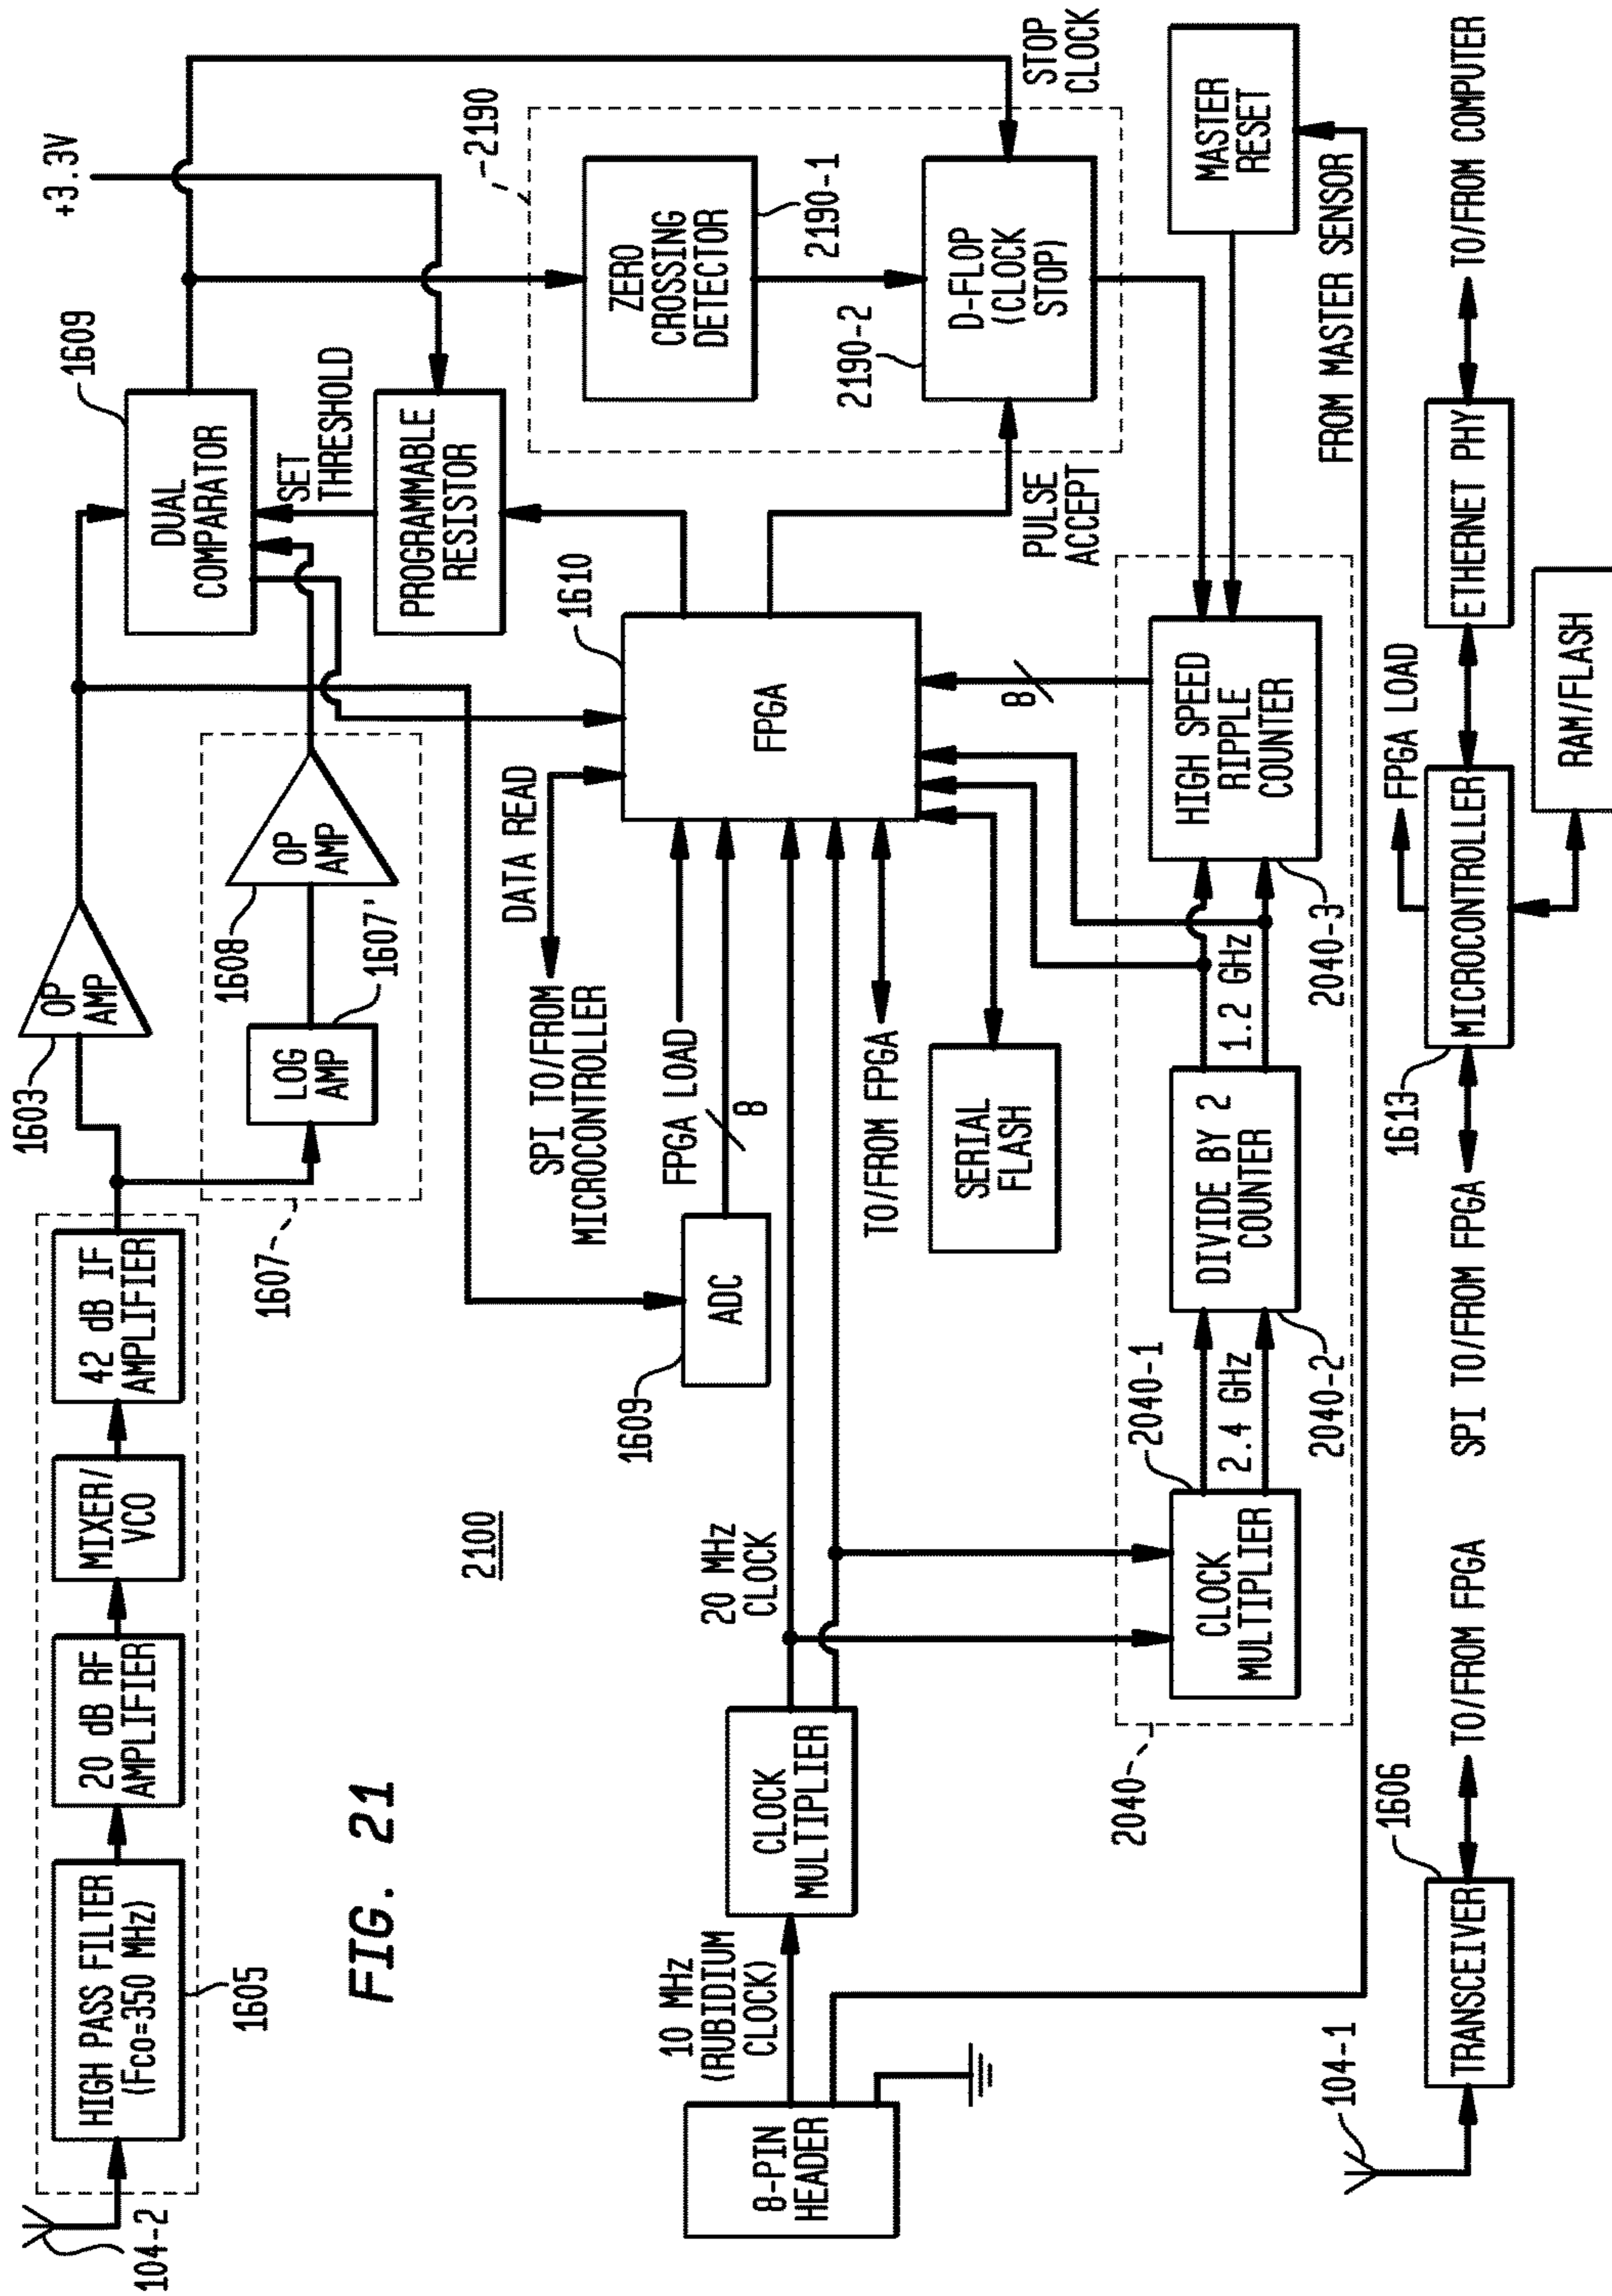 104-2
HIGH PASS FILTER
(Fco=350 MHz)
1605
20 dB RF
AMPLIFIER
MIXER/
VCO
42 dB IF
AMPLIFIER
1603
OP
AMP
1607
LOG
AMP
1607'
1608
OP
AMP
1609
DUAL
COMPARATOR
SET
THRESHOLD
PROGRAMMABLE
RESISTOR
+3.3V
2190
ZERO
CROSSING
DETECTOR
2190-1
2190-2
D-FLOP
(CLOCK
STOP)
STOP
CLOCK
PULSE
ACCEPT
MASTER
RESET
FROM MASTER SENSOR
FIG. 21
2100
1610
FPGA
DATA READ
SPI TO/FROM
MICROCONTROLLER
FPGA LOAD
8
ADC
1609
TO/FROM FPGA
SERIAL
FLASH
8-PIN
HEADER
10 MHz
(RUBIDIUM
CLOCK)
CLOCK
MULTIPLIER
20 MHz
CLOCK
2040
2040-1
CLOCK
MULTIPLIER
2.4 GHz
2040-2
DIVIDE BY 2
COUNTER
1.2 GHz
2040-3
HIGH SPEED
RIPPLE
COUNTER
8
104-1
1606
TRANSCEIVER
TO/FROM FPGA
SPI TO/FROM FPGA
1613
MICROCONTROLLER
FPGA LOAD
RAM/FLASH
ETHERNET PHY
TO/FROM COMPUTER